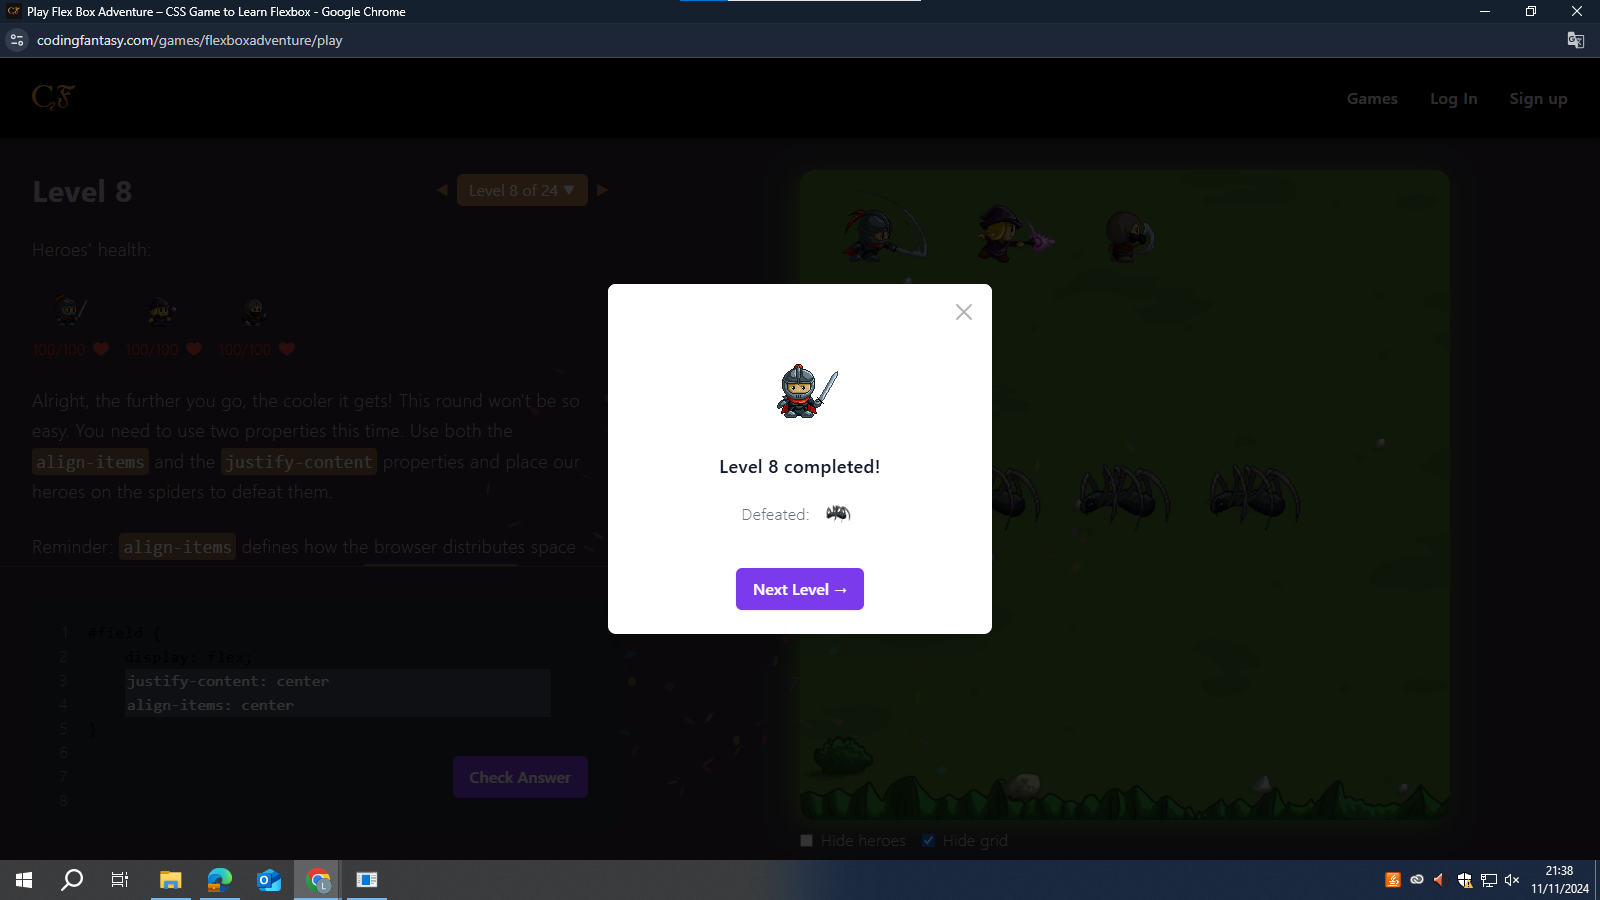 Play Flex Box Adventure – CSS Game to Learn Flexbox - Google Chrome
codingfantasy.com/games/flexboxadventure/play
CF
Games
Log In
Sign up
Level 8
◀ Level 8 of 24 ▼ ▶
Heroes' health:
100/100 100/100 100/100
Alright, the further you go, the cooler it gets! This round won't be so
easy. You need to use two properties this time. Use both the
align-items and the justify-content properties and place our
heroes on the spiders to defeat them.
Reminder: align-items defines how the browser distributes space
1 #field {
2 display: flex;
3 justify-content: center
4 align-items: center
5 }
6
7
8
Check Answer
Level 8 completed!
Defeated:
Next Level →
Hide heroes
Hide grid
21:38
11/11/2024